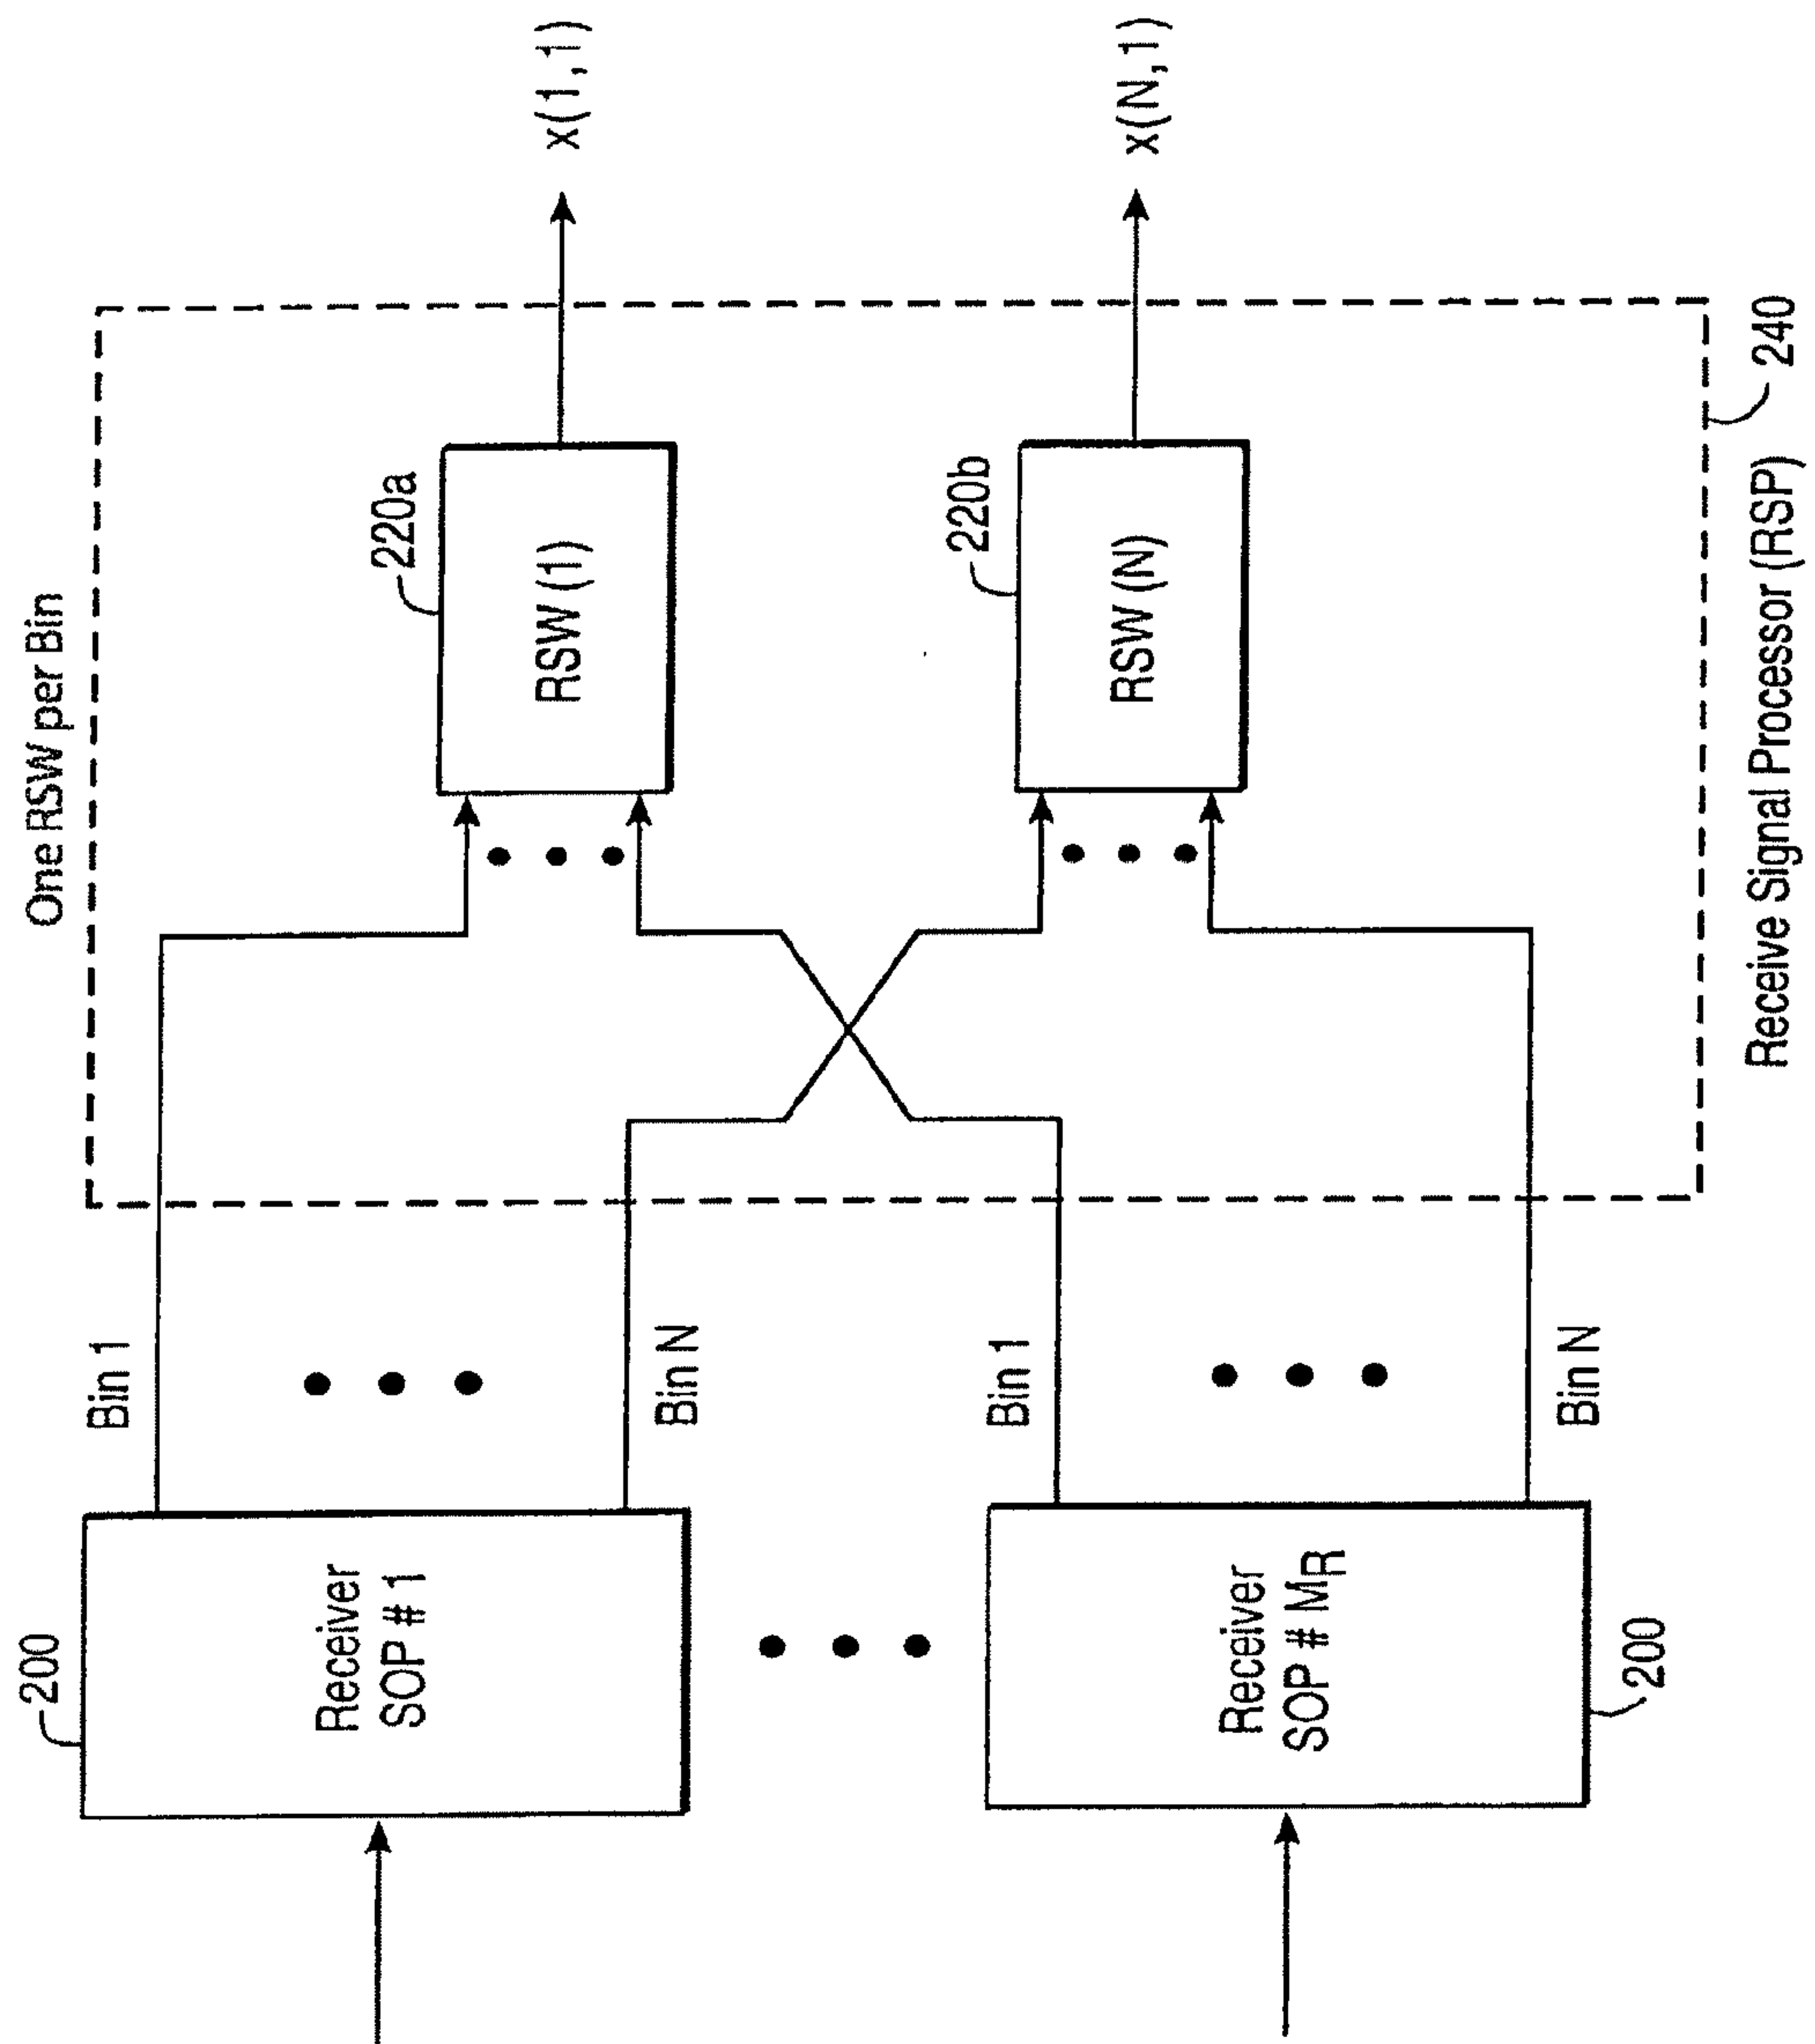 One RSW per Bin
200
Receiver
SOP # 1
Bin 1
Bin N
220a
RSW (1)
x(1,1)
Receiver
SOP # MR
200
Bin 1
Bin N
220b
RSW (N)
x(N,1)
240
Receive Signal Processor (RSP)